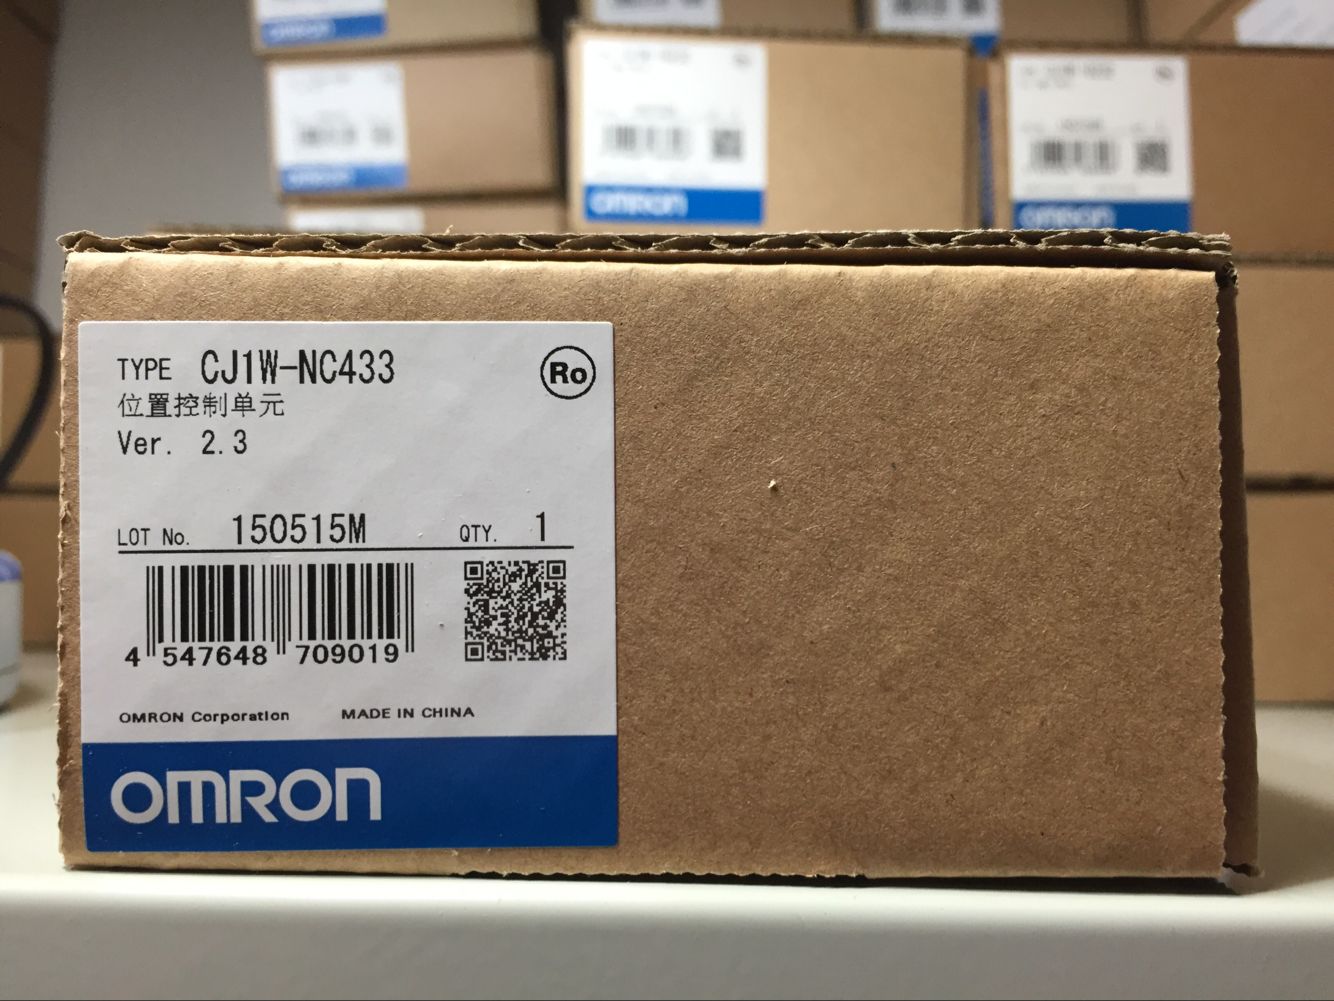 TYPE CJ1W-NC433
Ro
位置控制单元
Ver. 2.3
LOT No. 150515M QTY. 1
4 547648 709019
OMRON Corporation MADE IN CHINA
OMRON
OMRON
OMRON
OMRON
OMRON